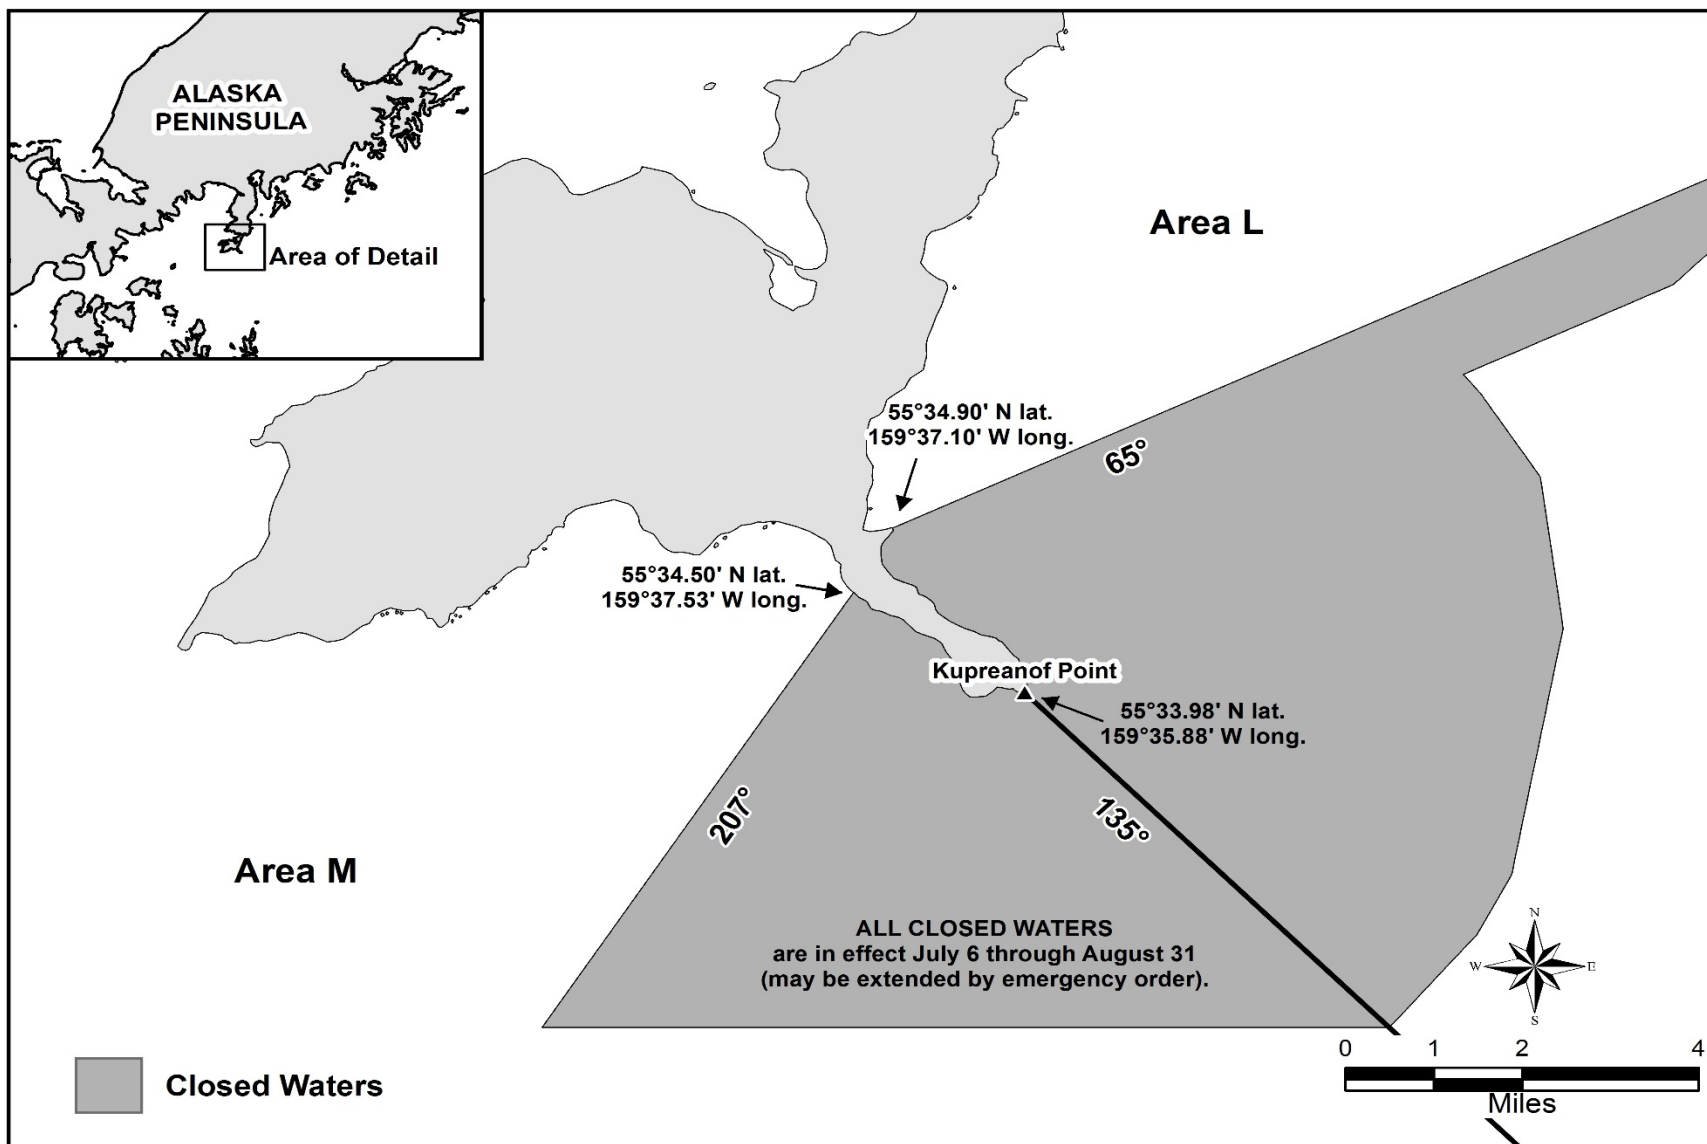 ALASKA
PENINSULA
Area of Detail
Area L
55°34.90' N lat.
159°37.10' W long.
65°
55°34.50' N lat.
159°37.53' W long.
Kupreanof Point
55°33.98' N lat.
159°35.88' W long.
207°
135°
Area M
ALL CLOSED WATERS
are in effect July 6 through August 31
(may be extended by emergency order).
N
W E
S
Closed Waters
0 1 2 4
Miles